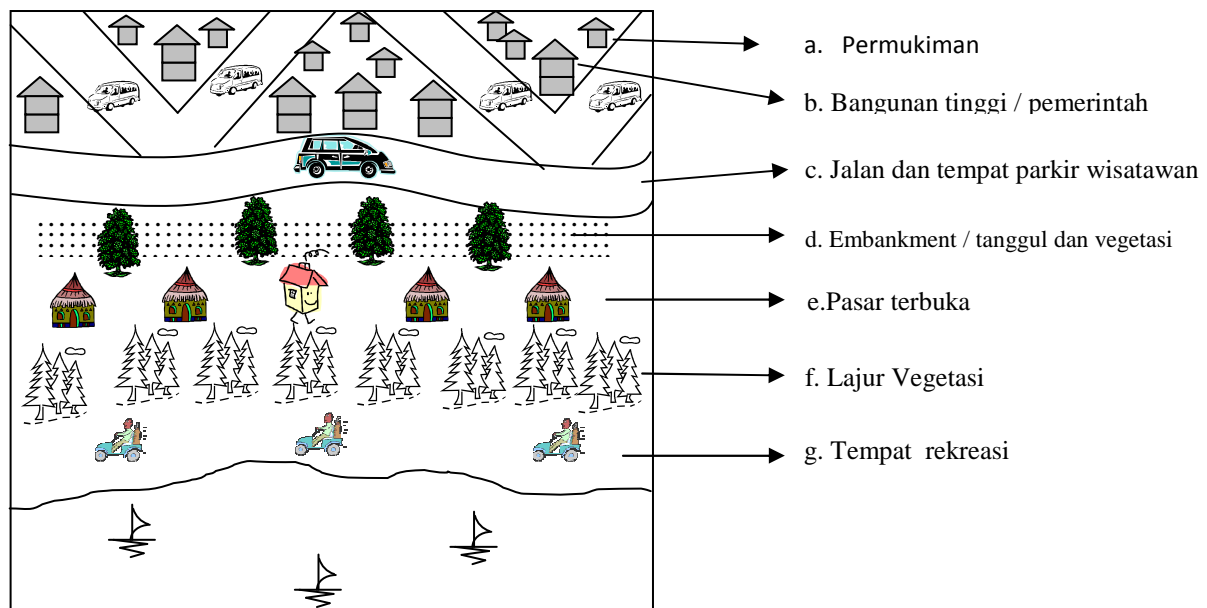 a. Permukiman
b. Bangunan tinggi / pemerintah
c. Jalan dan tempat parkir wisatawan
d. Embankment / tanggul dan vegetasi
e.Pasar terbuka
f. Lajur Vegetasi
g. Tempat rekreasi